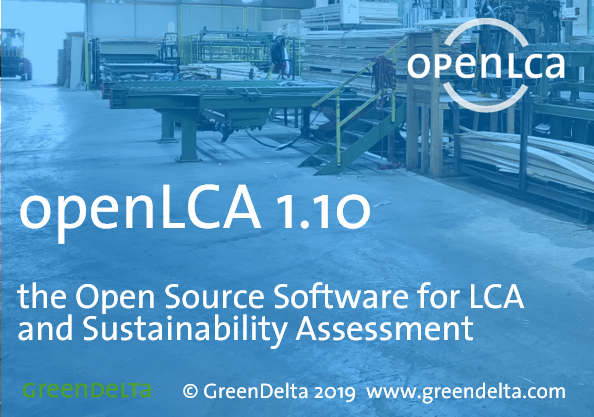 openLCA
openLCA 1.10
the Open Source Software for LCA
and Sustainability Assessment
GREENDELTA © GreenDelta 2019 www.greendelta.com